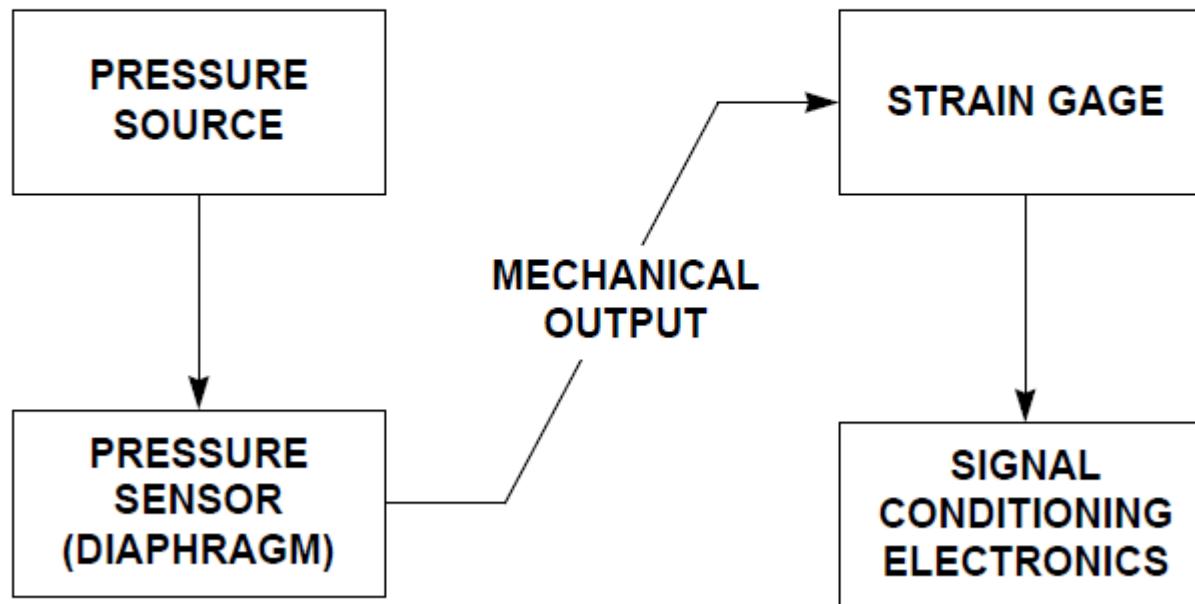 PRESSURE
SOURCE
STRAIN GAGE
MECHANICAL
OUTPUT
PRESSURE
SENSOR
(DIAPHRAGM)
SIGNAL
CONDITIONING
ELECTRONICS